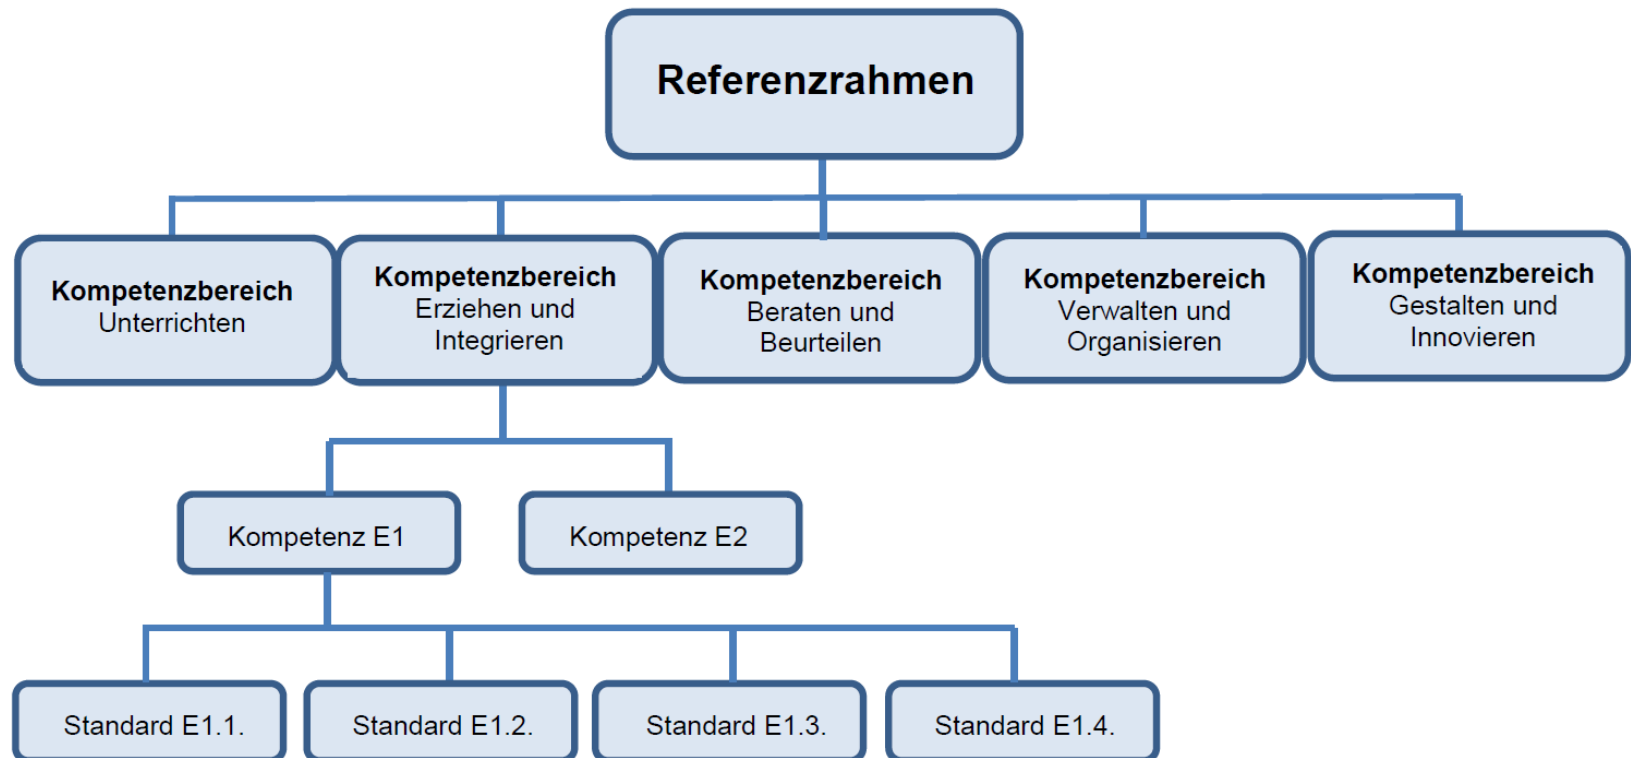 Referenzrahmen
Kompetenzbereich
Unterrichten
Kompetenzbereich
Erziehen und
Integrieren
Kompetenzbereich
Beraten und
Beurteilen
Kompetenzbereich
Verwalten und
Organisieren
Kompetenzbereich
Gestalten und
Innovieren
Kompetenz E1
Kompetenz E2
Standard E1.1.
Standard E1.2.
Standard E1.3.
Standard E1.4.